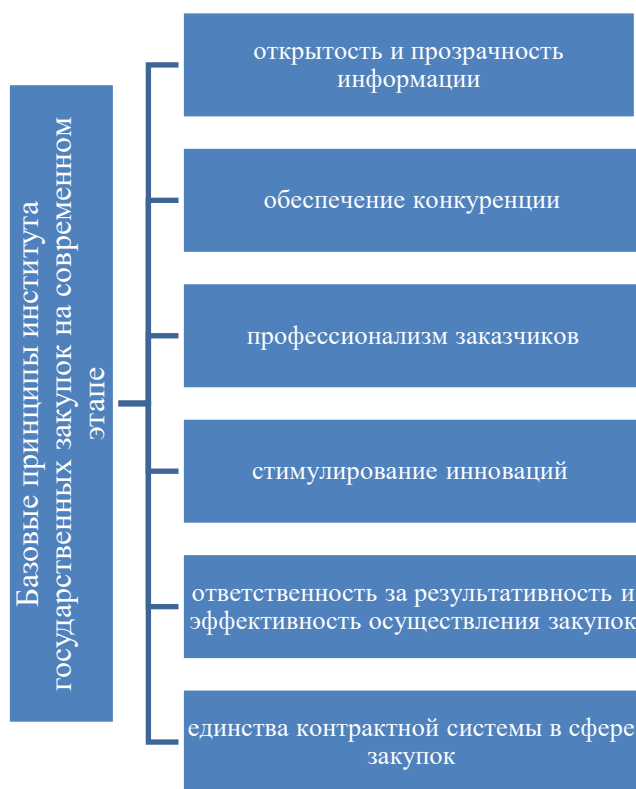 Базовые принципы института
государственных закупок на современном
этапе
открытость и прозрачность
информации
обеспечение конкуренции
профессионализм заказчиков
стимулирование инноваций
ответственность за результативность и
эффективность осуществления закупок
единства контрактной системы в сфере
закупок